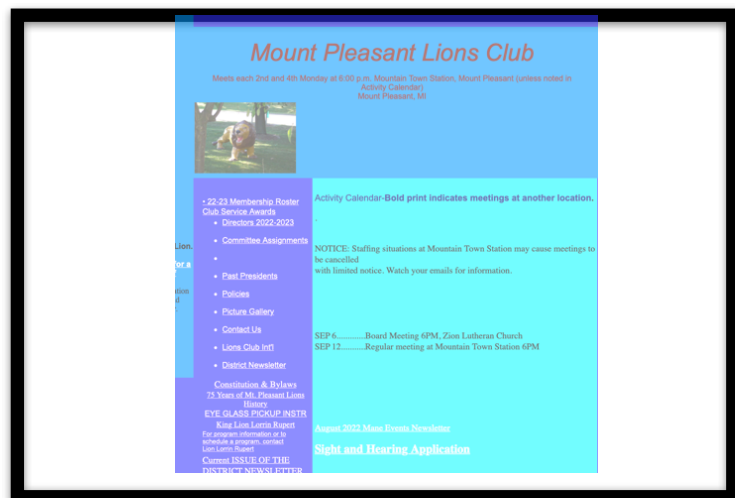 Mount Pleasant Lions Club
Meets each 2nd and 4th Monday at 6:00 p.m. Mountain Town Station, Mount Pleasant (unless noted in
Activity Calendar)
Mount Pleasant, MI
• 22-23 Membership Roster
Club Service Awards
• Directors 2022-2023
• Committee Assignments
•
• Past Presidents
• Policies
• Picture Gallery
• Contact Us
• Lions Club Int'l
• District Newsletter
Constitution & Bylaws
75 Years of Mt. Pleasant Lions
History
EYE GLASS PICKUP INSTR
King Lion Lorrin Rupert
For program information or to
schedule a program, contact
Lion Lorrin Rupert
Current ISSUE OF THE
DISTRICT NEWSLETTER
Lion.
for a
Activity Calendar-Bold print indicates meetings at another location.
.
NOTICE: Staffing situations at Mountain Town Station may cause meetings to
be cancelled
with limited notice. Watch your emails for information.
SEP 6............Board Meeting 6PM, Zion Lutheran Church
SEP 12..........Regular meeting at Mountain Town Station 6PM
August 2022 Mane Events Newsletter
Sight and Hearing Application